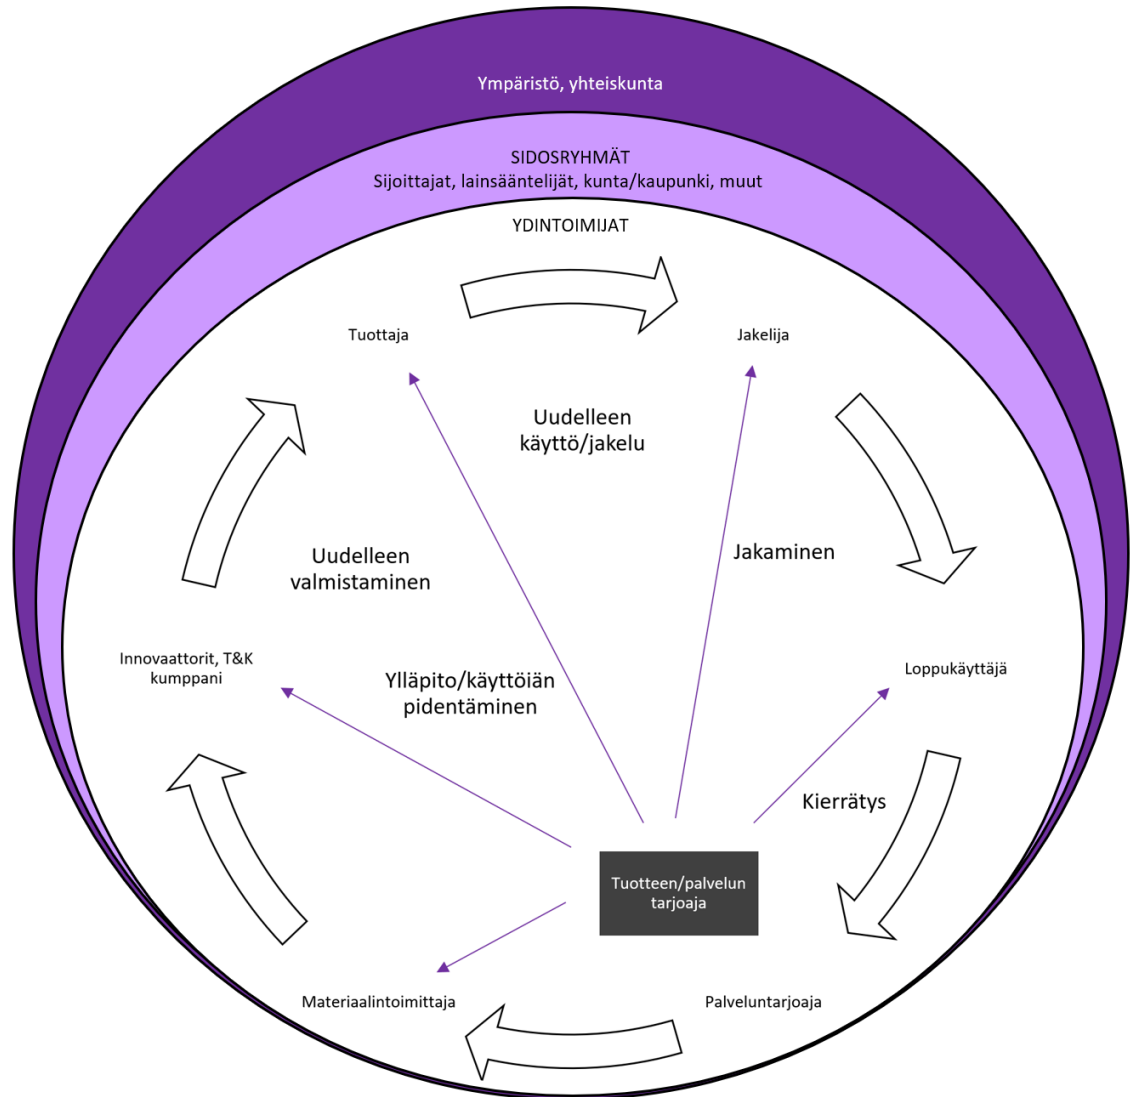 Ympäristö, yhteiskunta
SIDOSRYHMÄT
Sijoittajat, lainsääntelijät, kunta/kaupunki, muut
YDINTOIMIJAT
Tuottaja
Jakelija
Uudelleen
käyttö/jakelu
Uudelleen
valmistaminen
Jakaminen
Innovaattorit, T&K
kumppani
Ylläpito/käyttöiän
pidentäminen
Loppukäyttäjä
Kierrätys
Tuotteen/palvelun
tarjoaja
Materiaalintoimittaja
Palveluntarjoaja